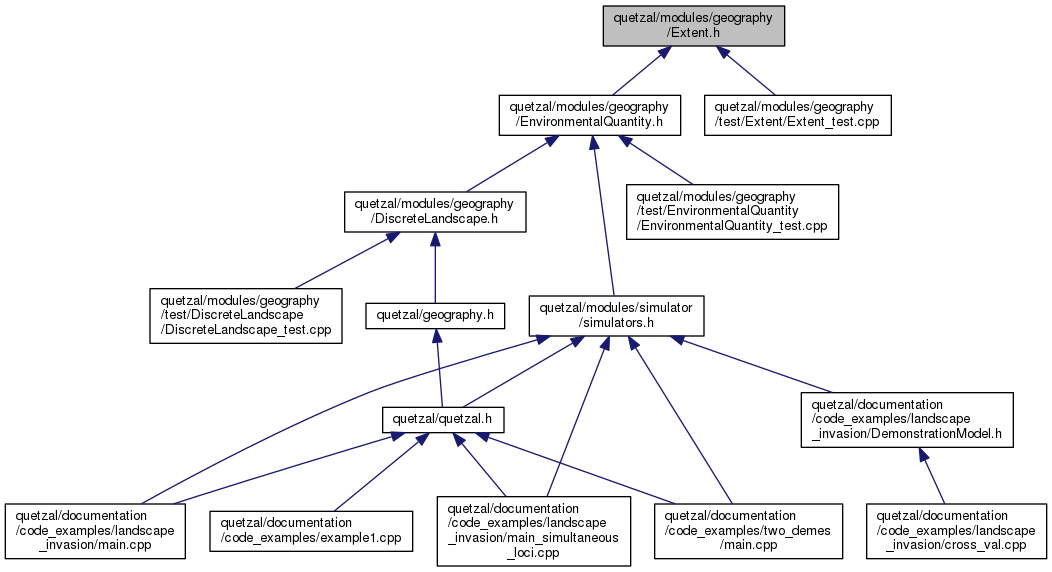 quetzal/modules/geography
/Extent.h
quetzal/modules/geography
/EnvironmentalQuantity.h
quetzal/modules/geography
/test/Extent/Extent_test.cpp
quetzal/modules/geography
/DiscreteLandscape.h
quetzal/modules/geography
/test/EnvironmentalQuantity
/EnvironmentalQuantity_test.cpp
quetzal/modules/geography
/test/DiscreteLandscape
/DiscreteLandscape_test.cpp
quetzal/geography.h
quetzal/modules/simulator
/simulators.h
quetzal/quetzal.h
quetzal/documentation
/code_examples/landscape
_invasion/DemonstrationModel.h
quetzal/documentation
/code_examples/landscape
_invasion/main.cpp
quetzal/documentation
/code_examples/example1.cpp
quetzal/documentation
/code_examples/landscape
_invasion/main_simultaneous
_loci.cpp
quetzal/documentation
/code_examples/two_demes
/main.cpp
quetzal/documentation
/code_examples/landscape
_invasion/cross_val.cpp